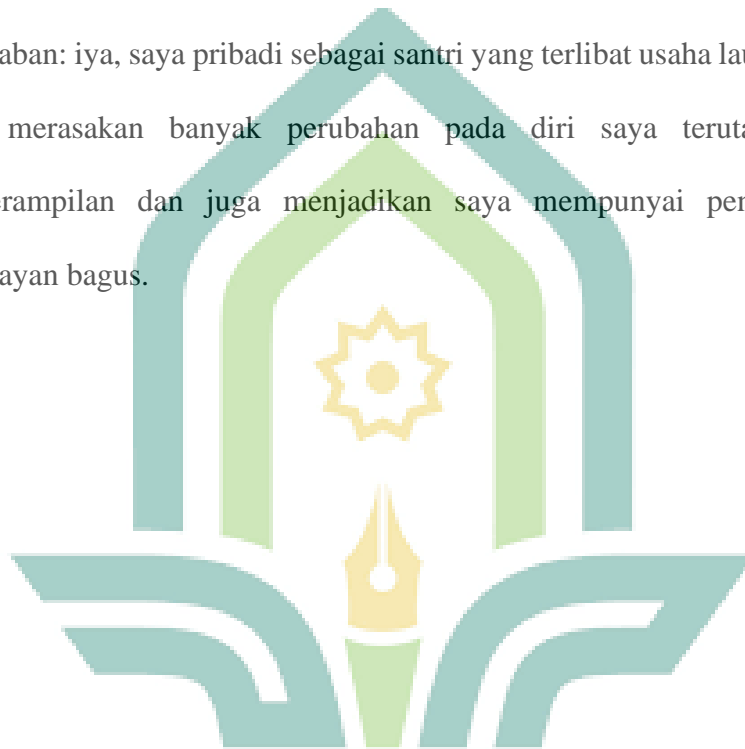 aban: iya, saya pribadi sebagai santri yang terlibat usaha lau
merasakan banyak perubahan pada diri saya teruta
erampilan dan juga menjadikan saya mempunyai pen
ayan bagus.